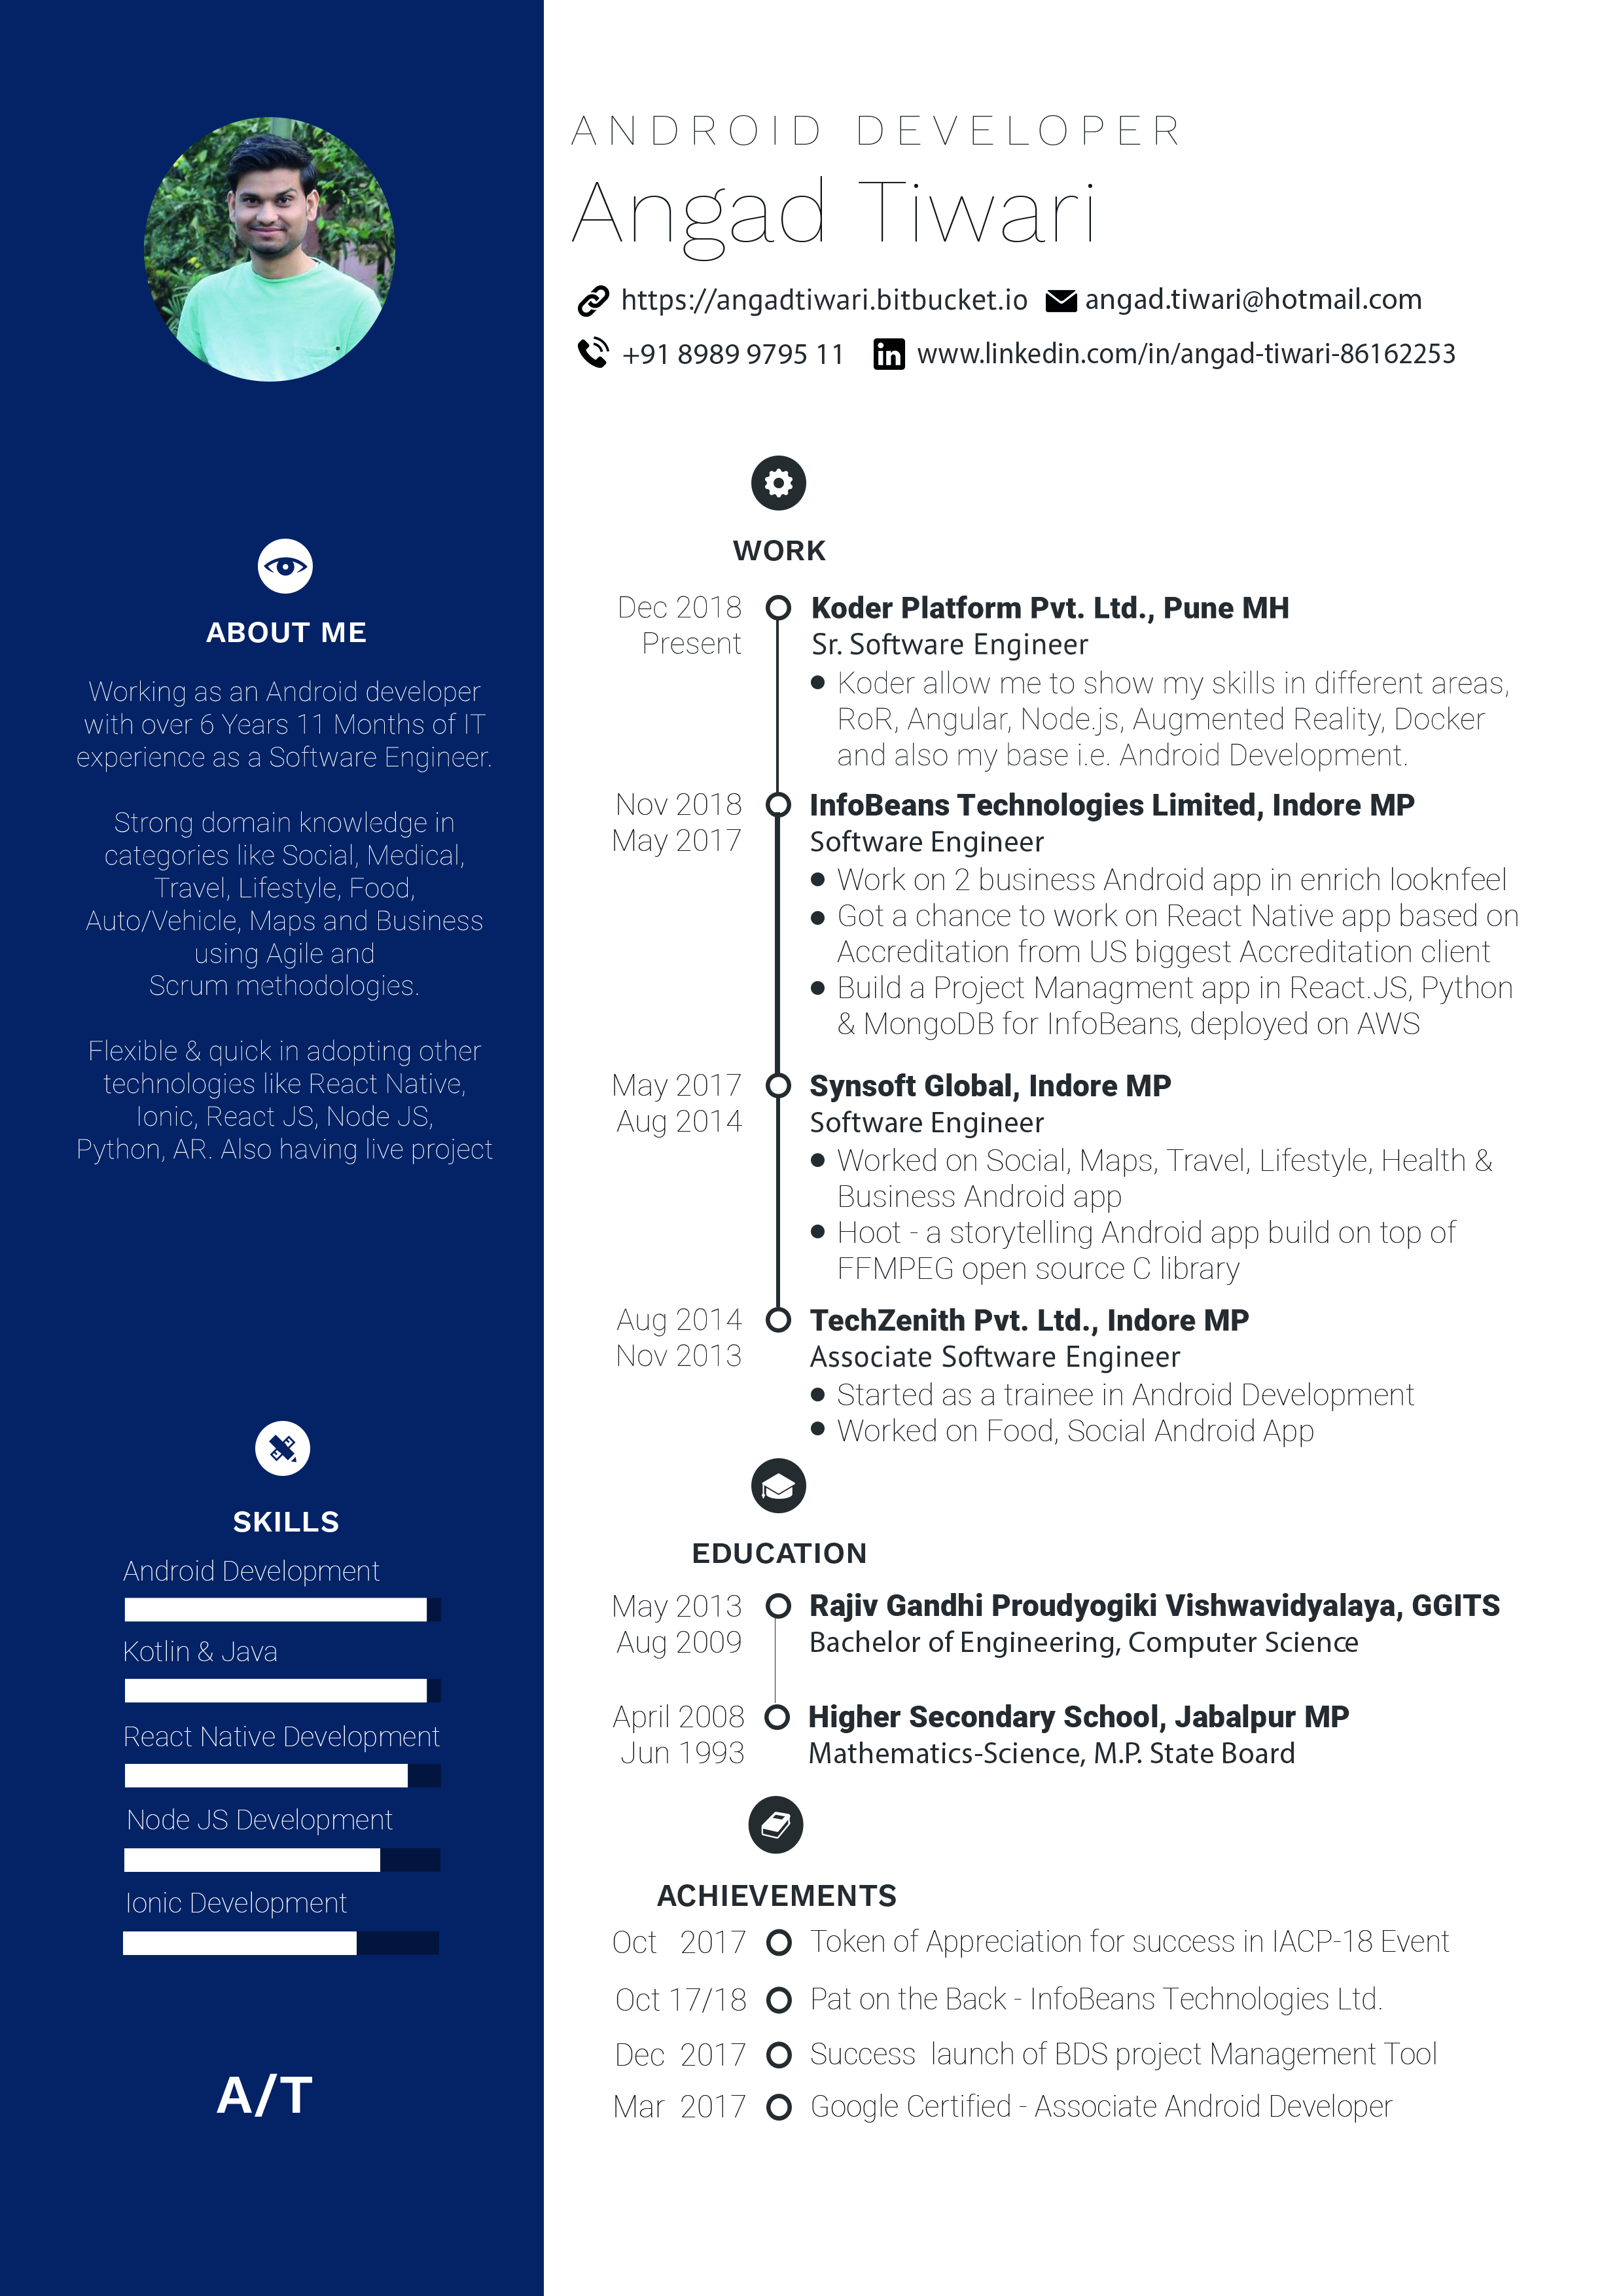 ANDROID DEVELOPER
Angad Tiwari
https://angadtiwari.bitbucket.io angad.tiwari@hotmail.com
+91 8989 9795 11 in www.linkedin.com/in/angad-tiwari-86162253
ABOUT ME
Working as an Android developer
with over 6 Years 11 Months of IT
experience as a Software Engineer.
Strong domain knowledge in
categories like Social, Medical,
Travel, Lifestyle, Food,
Auto/Vehicle, Maps and Business
using Agile and
Scrum methodologies.
Flexible & quick in adopting other
technologies like React Native,
Ionic, React JS, Node JS,
Python, AR. Also having live project
SKILLS
Android Development
Kotlin & Java
React Native Development
Node JS Development
Ionic Development
A/T
WORK
Dec 2018 Koder Platform Pvt. Ltd., Pune MH
Present Sr. Software Engineer
Koder allow me to show my skills in different areas,
RoR, Angular, Node.js, Augmented Reality, Docker
and also my base i.e. Android Development.
Nov 2018 InfoBeans Technologies Limited, Indore MP
May 2017 Software Engineer
Work on 2 business Android app in enrich looknfeel
Got a chance to work on React Native app based on
Accreditation from US biggest Accreditation client
Build a Project Managment app in React.JS, Python
& MongoDB for InfoBeans, deployed on AWS
May 2017 Synsoft Global, Indore MP
Aug 2014 Software Engineer
Worked on Social, Maps, Travel, Lifestyle, Health &
Business Android app
Hoot - a storytelling Android app build on top of
FFMPEG open source C library
Aug 2014 TechZenith Pvt. Ltd., Indore MP
Nov 2013 Associate Software Engineer
Started as a trainee in Android Development
Worked on Food, Social Android App
EDUCATION
May 2013 Rajiv Gandhi Proudyogiki Vishwavidyalaya, GGITS
Aug 2009 Bachelor of Engineering, Computer Science
April 2008 Higher Secondary School, Jabalpur MP
Jun 1993 Mathematics-Science, M.P. State Board
ACHIEVEMENTS
Oct 2017 Token of Appreciation for success in IACP-18 Event
Oct 17/18 Pat on the Back - InfoBeans Technologies Ltd.
Dec 2017 Success launch of BDS project Management Tool
Mar 2017 Google Certified - Associate Android Developer